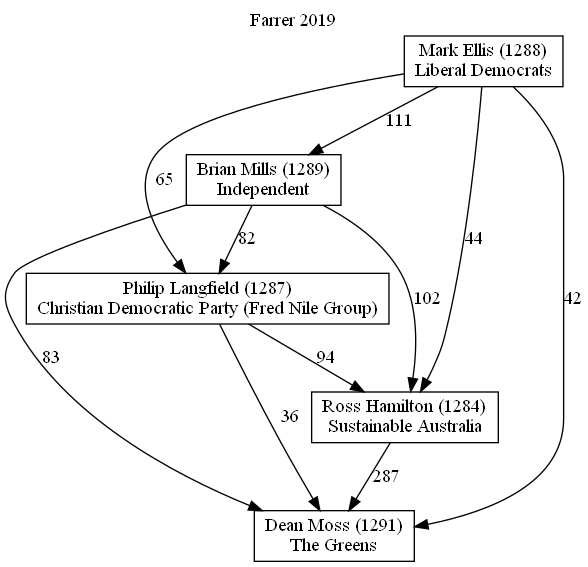 Farrer 2019
Mark Ellis (1288)
Liberal Democrats
111
Brian Mills (1289)
Independent
65
82
44
Philip Langfield (1287)
Christian Democratic Party (Fred Nile Group)
102
42
83
94
Ross Hamilton (1284)
Sustainable Australia
36
287
Dean Moss (1291)
The Greens